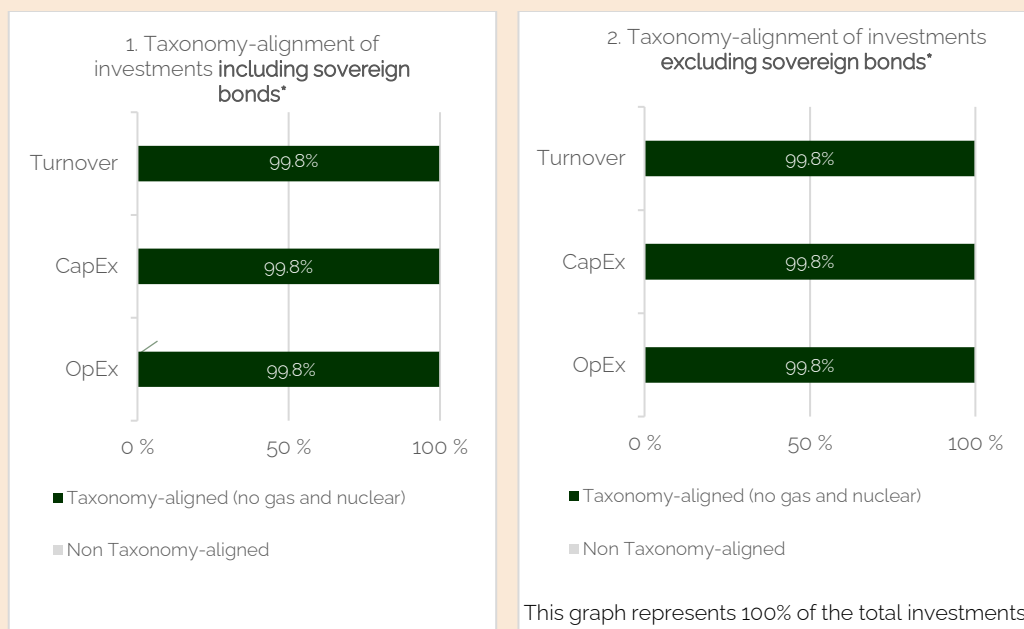 1. Taxonomy-alignment of
investments including sovereign
bonds*
Turnover
99.8%
CapEx
99.8%
OpEx
99.8%
0 %
50 %
100 %
Taxonomy-aligned (no gas and nuclear)
Non Taxonomy-aligned
2. Taxonomy-alignment of investments
excluding sovereign bonds*
Turnover
99.8%
CapEx
99.8%
OpEx
99.8%
0 %
50 %
100 %
Taxonomy-aligned (no gas and nuclear)
Non Taxonomy-aligned
This graph represents 100% of the total investments